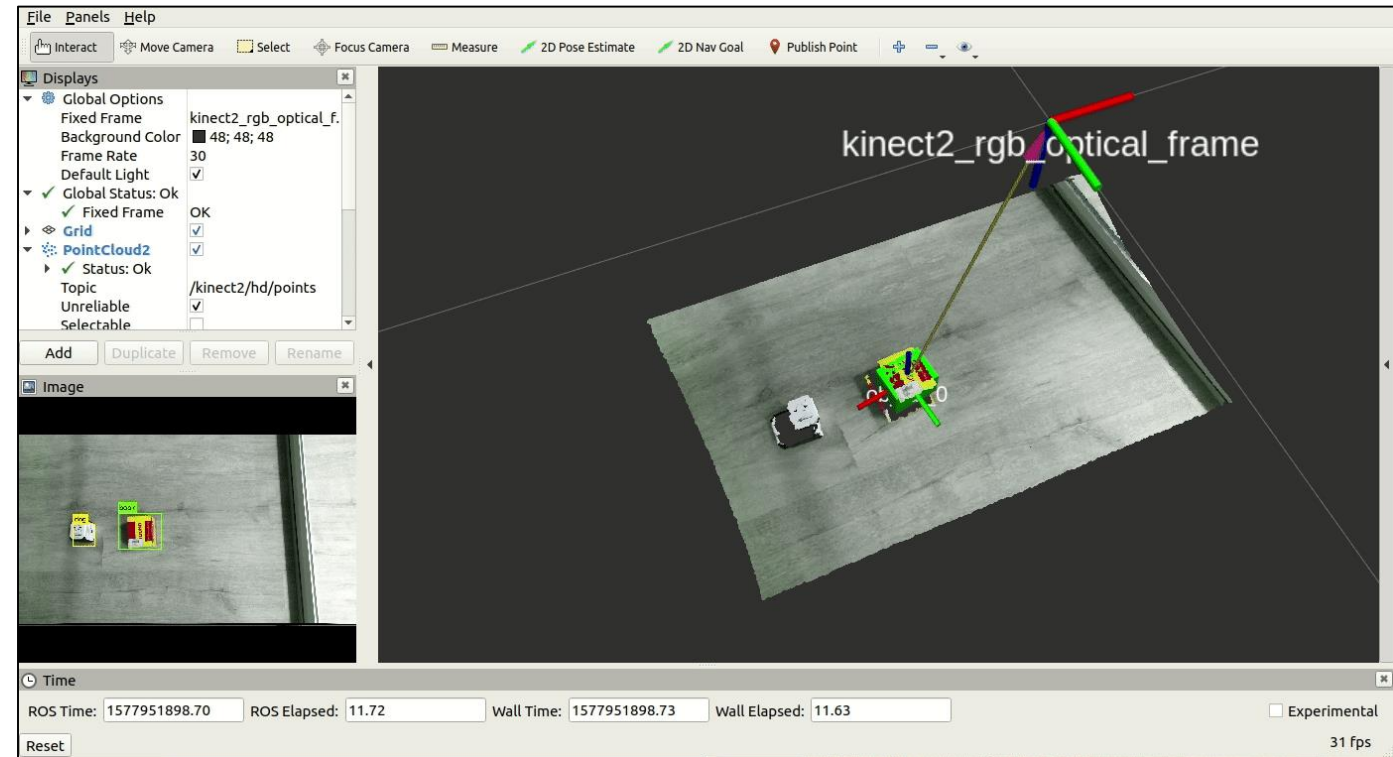 File Panels Help
Interact Move Camera Select Focus Camera Measure 2D Pose Estimate 2D Nav Goal Publish Point
Displays
Global Options
Fixed Frame kinect2_rgb_optical_f.
Background Color 48; 48; 48
Frame Rate 30
Default Light
Global Status: Ok
Fixed Frame OK
Grid
PointCloud2
Status: Ok
Topic /kinect2/hd/points
Unreliable
Selectable
Add Duplicate Remove Rename
Image
kinect2_rgb_optical_frame
Time
ROS Time: 1577951898.70 ROS Elapsed: 11.72 Wall Time: 1577951898.73 Wall Elapsed: 11.63 Experimental
Reset 31 fps